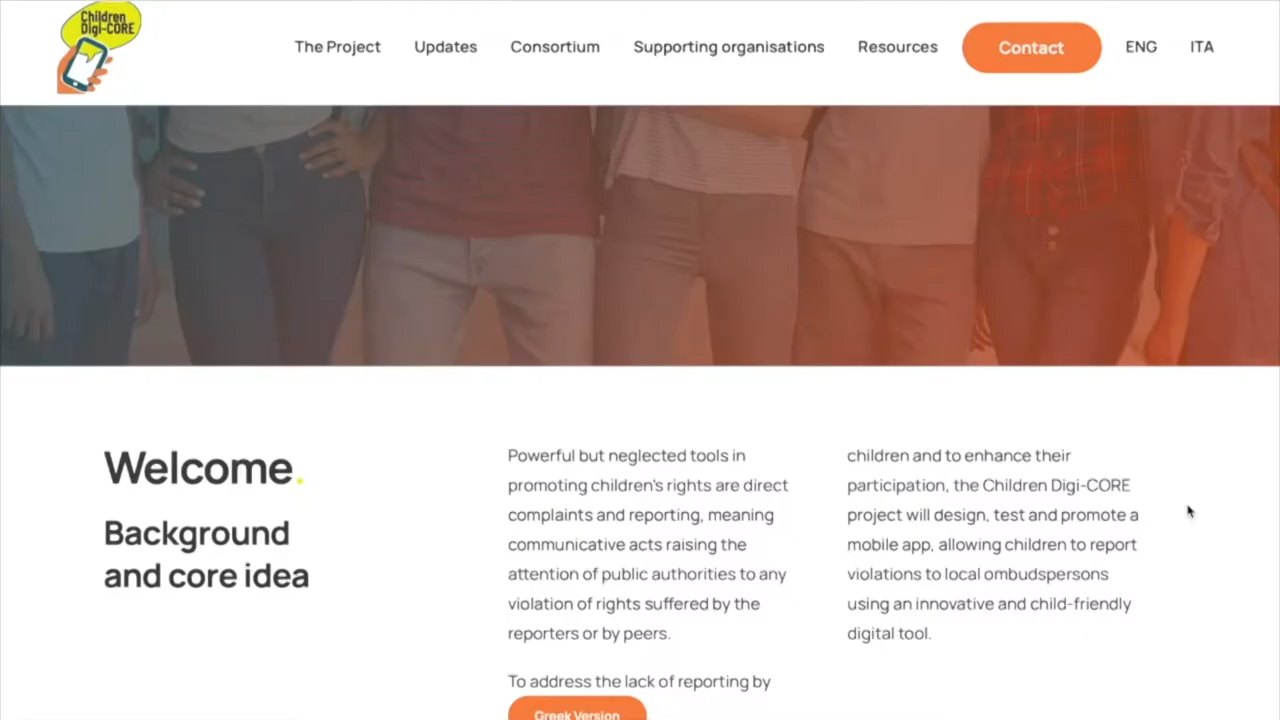 Children
Digi-CORE
The Project
Updates
Consortium
Supporting organisations
Resources
Contact
ENG
ITA
Welcome.
Background
and core idea
Powerful but neglected tools in
promoting children's rights are direct
complaints and reporting, meaning
communicative acts raising the
attention of public authorities to any
violation of rights suffered by the
reporters or by peers.
To address the lack of reporting by
children and to enhance their
participation, the Children Digi-CORE
project will design, test and promote a
mobile app, allowing children to report
violations to local ombudspersons
using an innovative and child-friendly
digital tool.
Greek Version